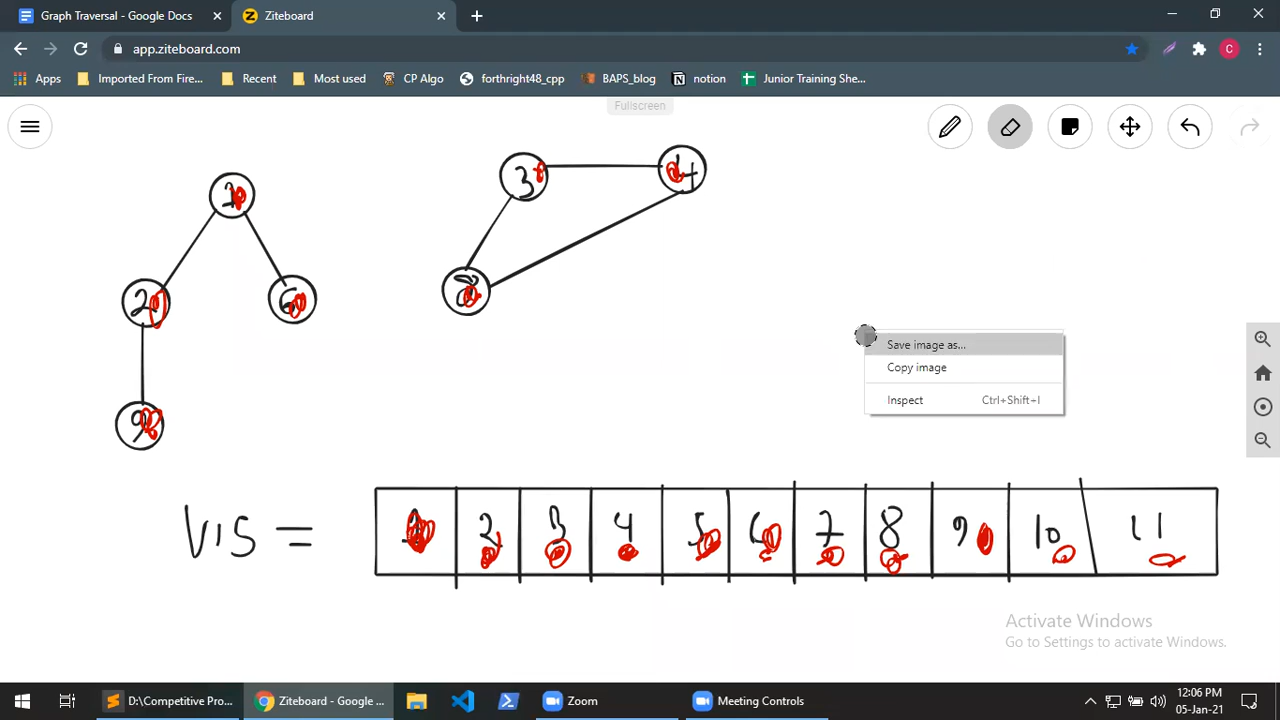 Graph Traversal - Google Docs
Ziteboard
app.ziteboard.com
Apps
Imported From Fire...
Recent
Most used
CP Algo
forthright48_cpp
BAPS_blog
notion
Junior Training She...
Fullscreen
3
4
2
6
9
Save image as...
Copy image
Inspect Ctrl+Shift+I
VIS =
2 3 4 5 6 7 8 9 10 11
Activate Windows
Go to Settings to activate Windows.
D:\Competitive Pro...
Ziteboard - Google ...
Zoom
Meeting Controls
12:06 PM
05-Jan-21